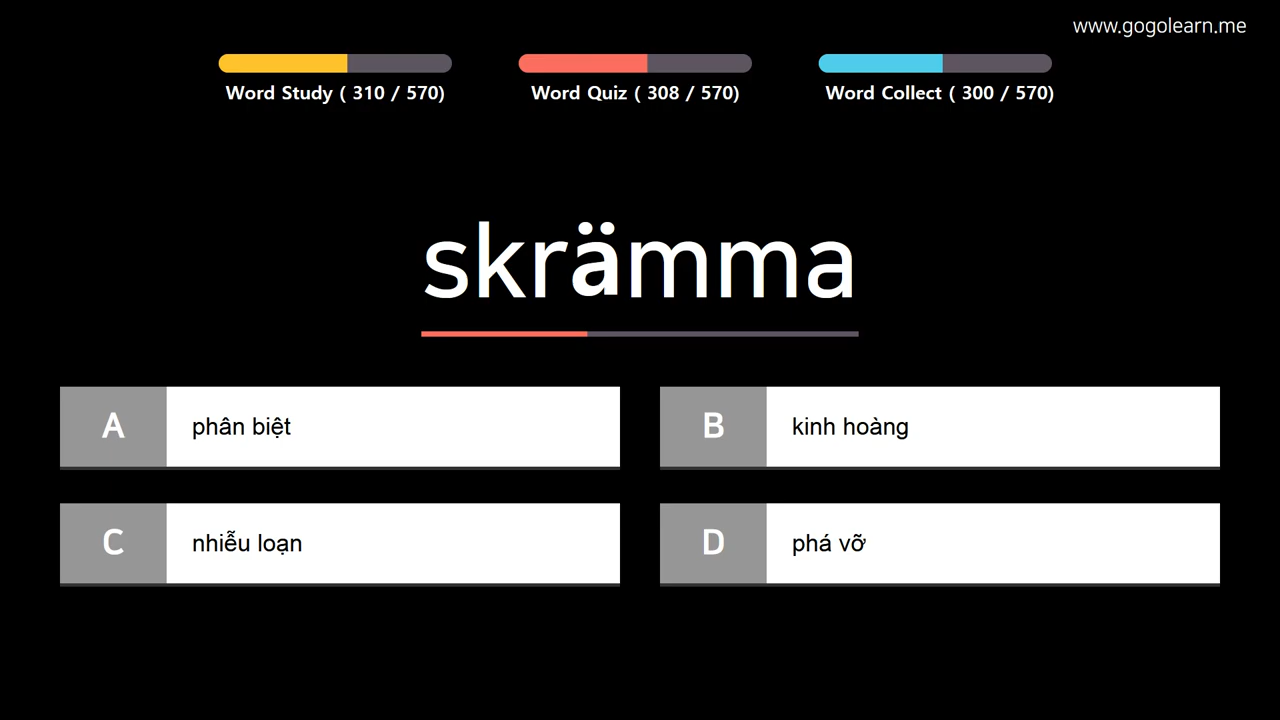 www.gogolearn.me
Word Study ( 310 / 570)
Word Quiz ( 308 / 570)
Word Collect ( 300 / 570)
skrämma
A
phân biệt
B
kinh hoàng
C
nhiễu loạn
D
phá vỡ